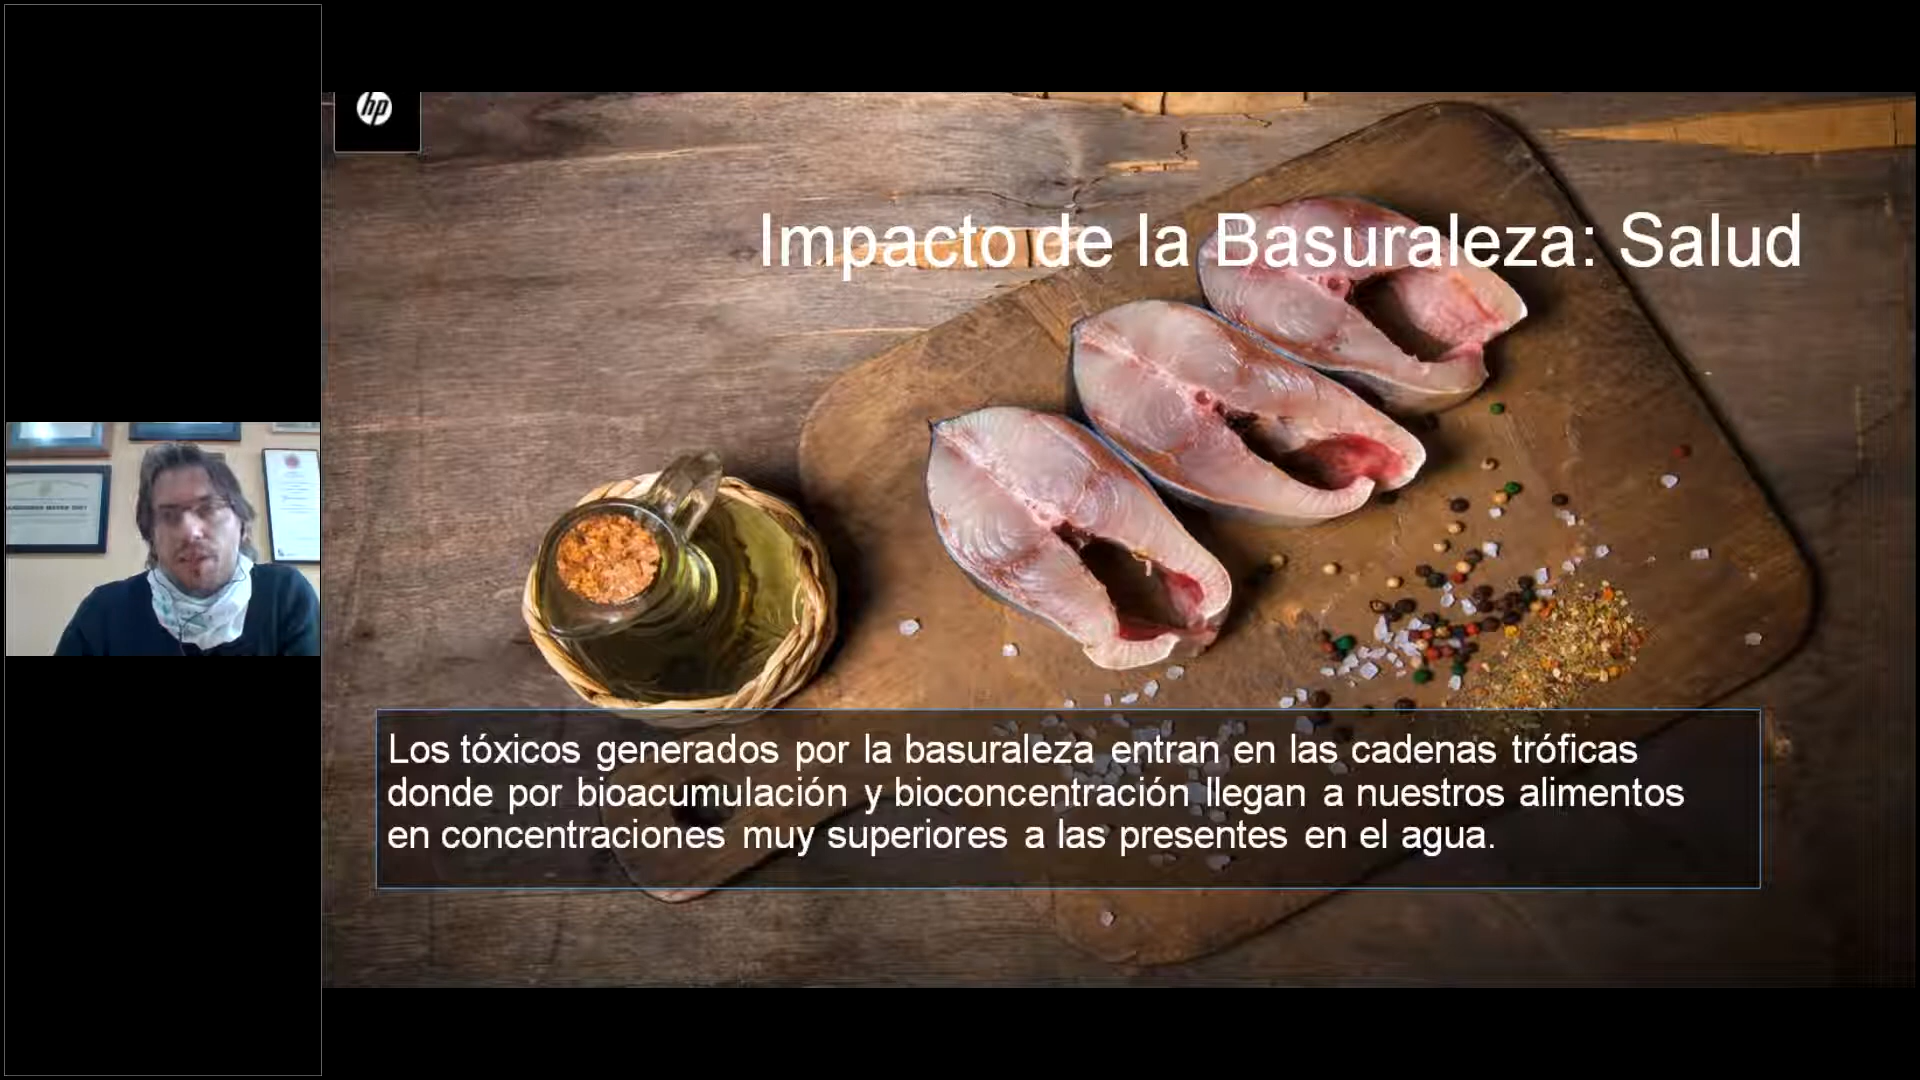 hp
Impacto de la Basuraleza: Salud
Los tóxicos generados por la basuraleza entran en las cadenas tróficas
donde por bioacumulación y bioconcentración llegan a nuestros alimentos
en concentraciones muy superiores a las presentes en el agua.